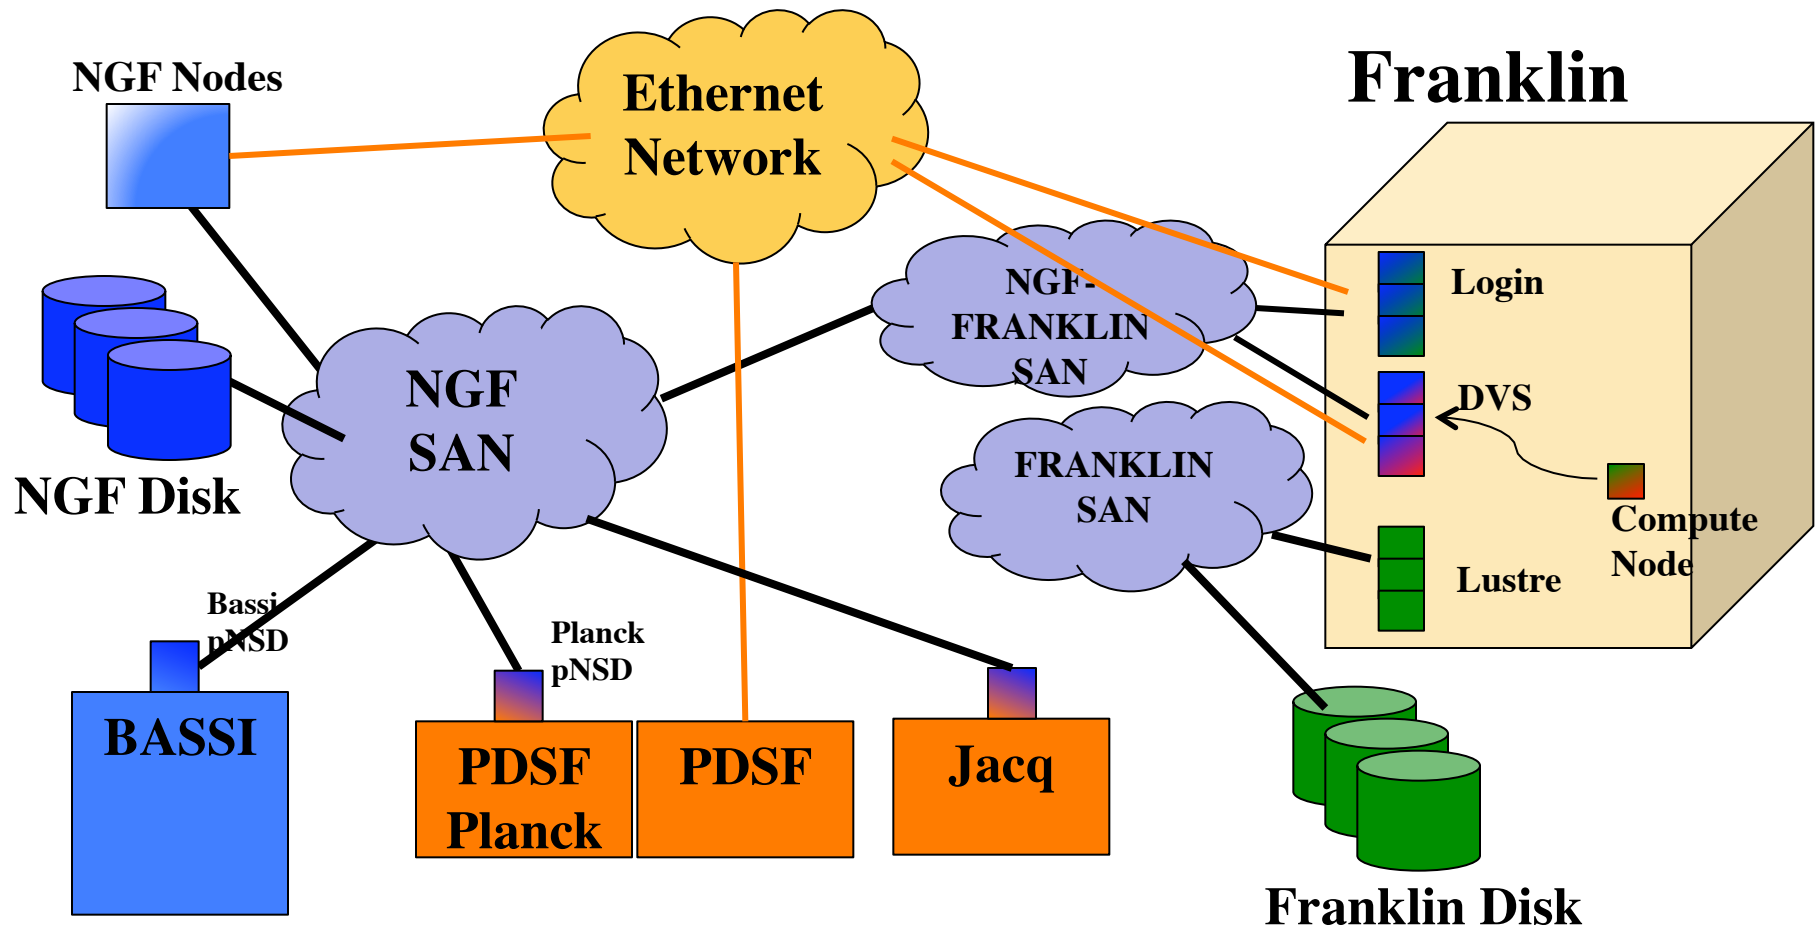 Franklin
NGF Nodes
Ethernet
Network
NGF-
FRANKLIN
SAN
Login
NGF
SAN
DVS
FRANKLIN
SAN
NGF Disk
Compute
Node
Lustre
Bassi
pNSD
Planck
pNSD
BASSI
PDSF
Planck
PDSF
Jacq
Franklin Disk